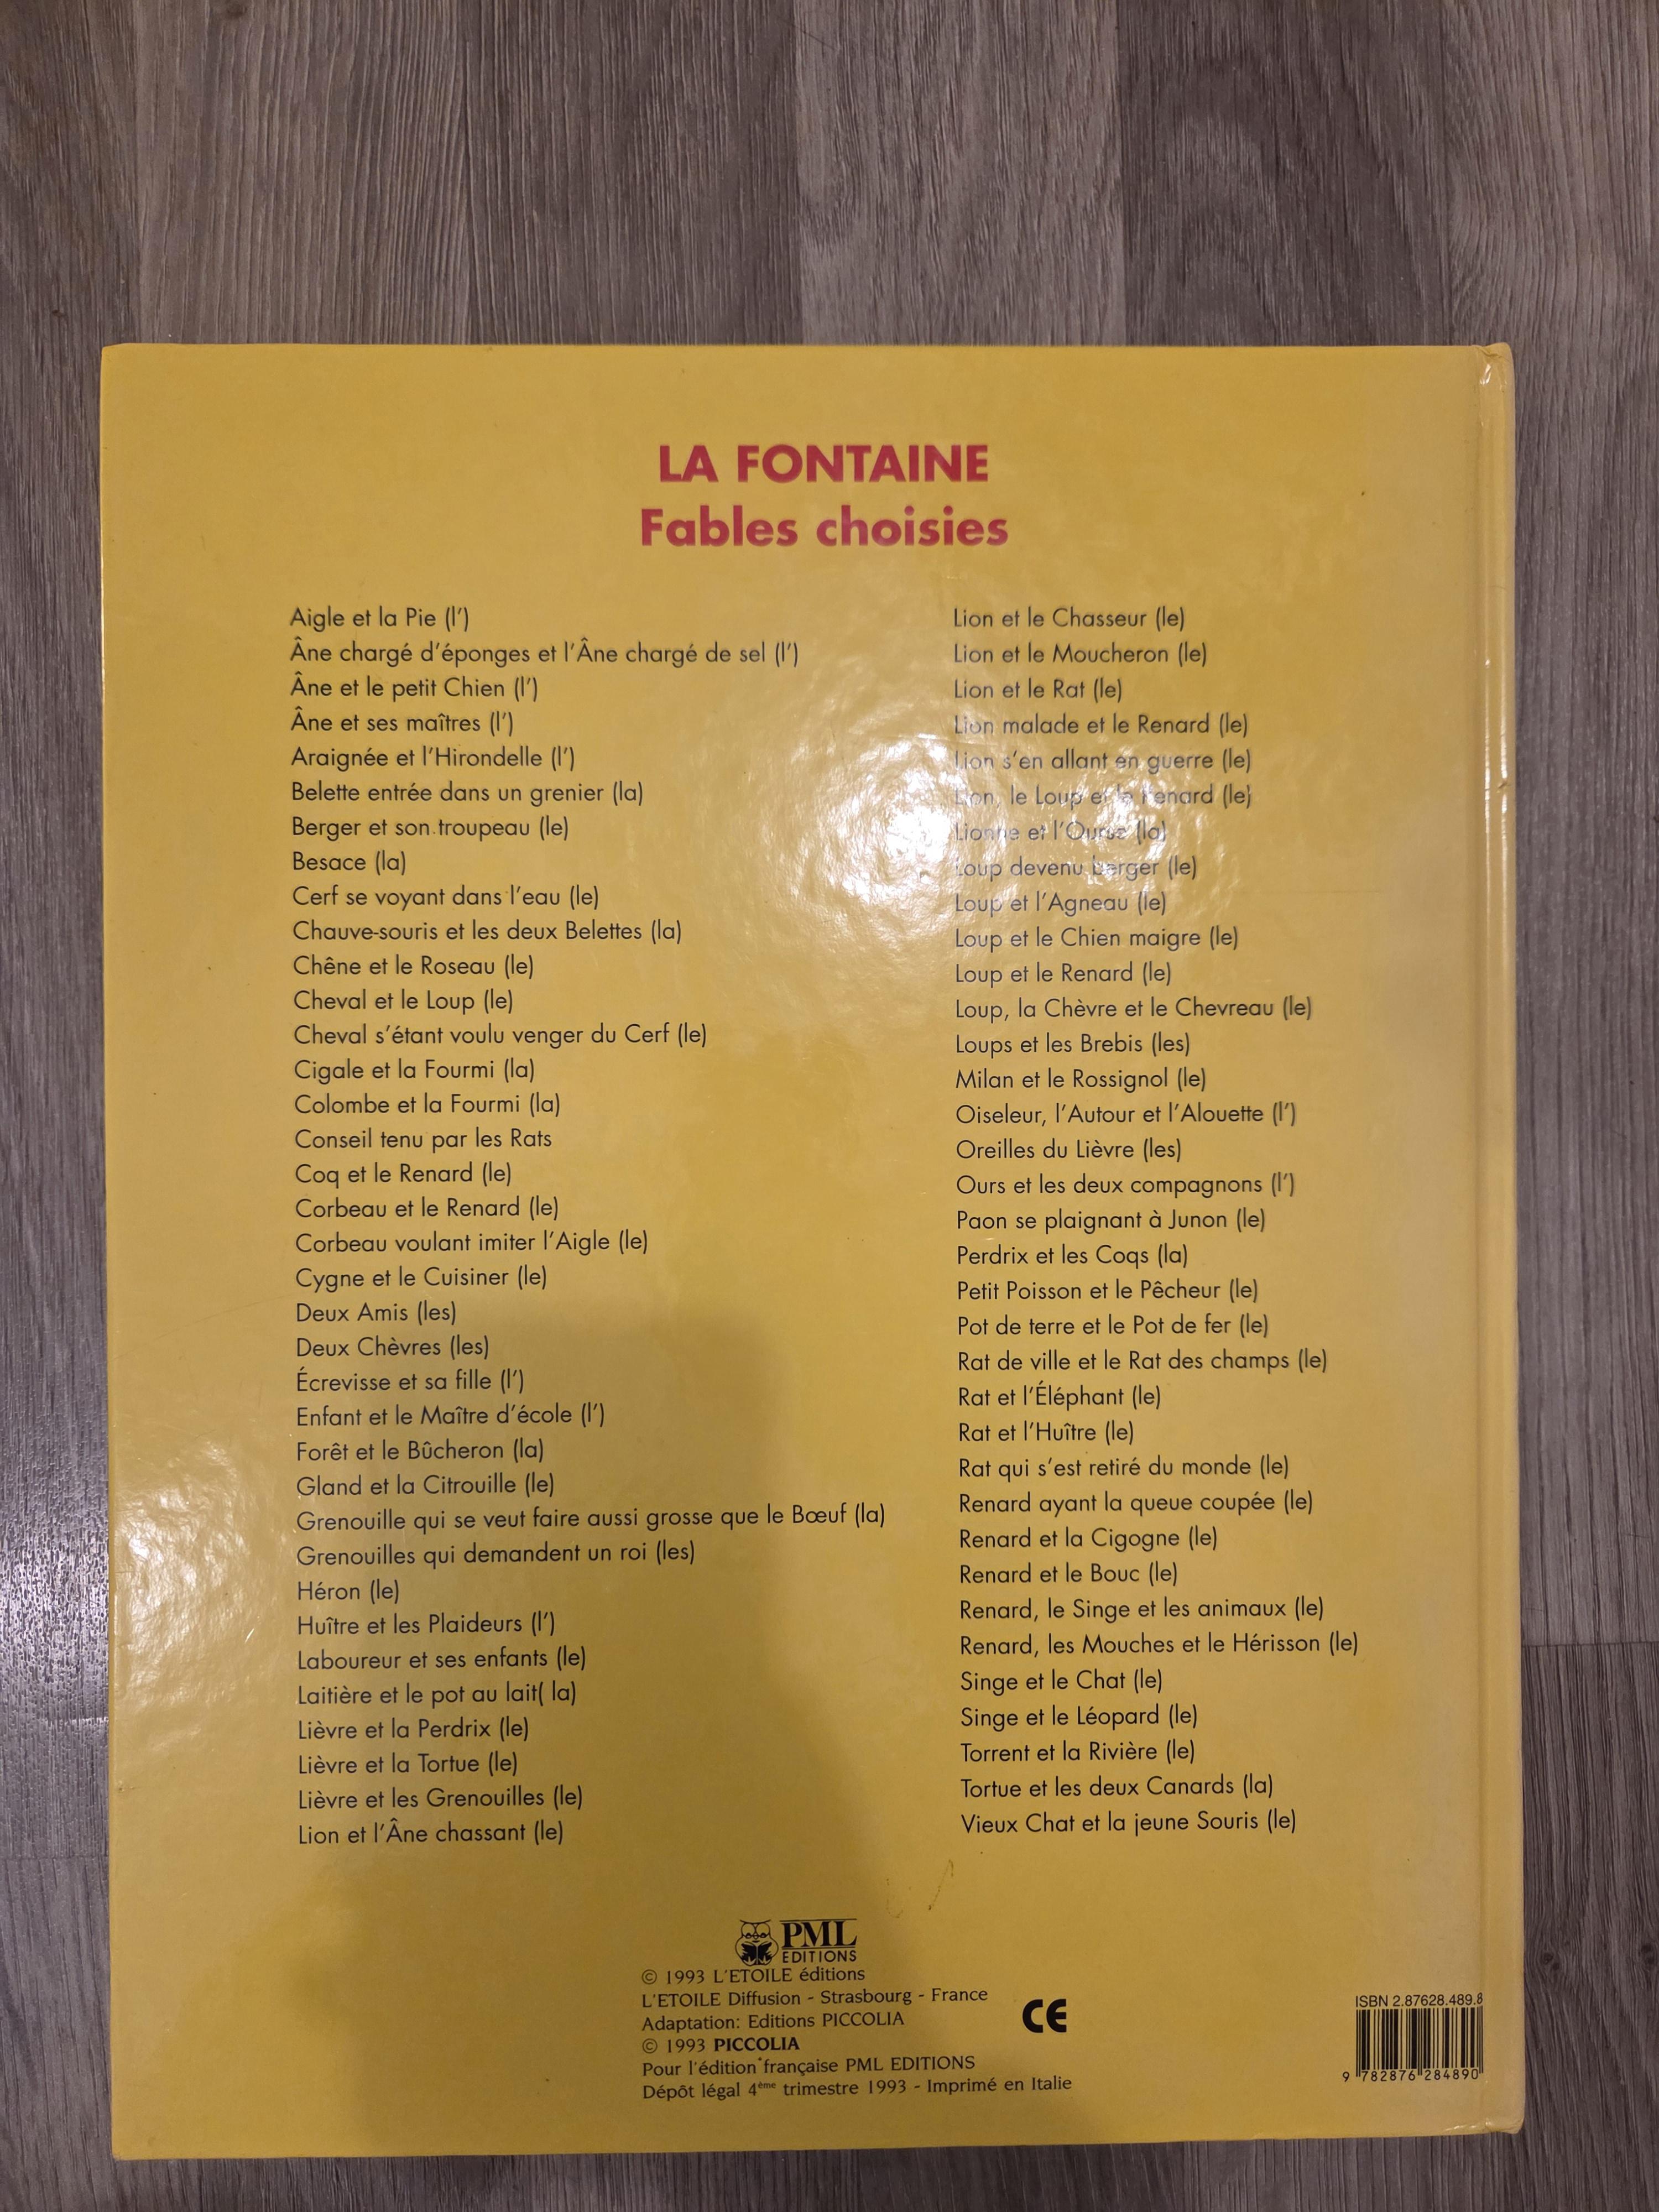 LA FONTAINE
Fables choisies
Aigle et la Pie (l')
Âne chargé d'éponges et l'Âne chargé de sel (l')
Âne et le petit Chien (l')
Âne et ses maîtres (l')
Araignée et l'Hirondelle (l')
Belette entrée dans un grenier (la)
Berger et son troupeau (le)
Besace (la)
Cerf se voyant dans l'eau (le)
Chauve-souris et les deux Belettes (la)
Chêne et le Roseau (le)
Cheval et le Loup (le)
Cheval s'étant voulu venger du Cerf (le)
Cigale et la Fourmi (la)
Colombe et la Fourmi (la)
Conseil tenu par les Rats
Coq et le Renard (le)
Corbeau et le Renard (le)
Corbeau voulant imiter l'Aigle (le)
Cygne et le Cuisiner (le)
Deux Amis (les)
Deux Chèvres (les)
Écrevisse et sa fille (l')
Enfant et le Maître d'école (l')
Forêt et le Bûcheron (la)
Gland et la Citrouille (le)
Grenouille qui se veut faire aussi grosse que le Bœuf (la)
Grenouilles qui demandent un roi (les)
Héron (le)
Huître et les Plaideurs (l')
Laboureur et ses enfants (le)
Laitière et le pot au lait( la)
Lièvre et la Perdrix (le)
Lièvre et la Tortue (le)
Lièvre et les Grenouilles (le)
Lion et l'Âne chassant (le)
Lion et le Chasseur (le)
Lion et le Moucheron (le)
Lion et le Rat (le)
Lion malade et le Renard (le)
Lion s'en allant en guerre (le)
Lion, le Loup et le Renard (le)
Lionne et l'Ourse (la)
Loup devenu berger (le)
Loup et l'Agneau (le)
Loup et le Chien maigre (le)
Loup et le Renard (le)
Loup, la Chèvre et le Chevreau (le)
Loups et les Brebis (les)
Milan et le Rossignol (le)
Oiseleur, l'Autour et l'Alouette (l')
Oreilles du Lièvre (les)
Ours et les deux compagnons (l')
Paon se plaignant à Junon (le)
Perdrix et les Coqs (la)
Petit Poisson et le Pêcheur (le)
Pot de terre et le Pot de fer (le)
Rat de ville et le Rat des champs (le)
Rat et l'Éléphant (le)
Rat et l'Huître (le)
Rat qui s'est retiré du monde (le)
Renard ayant la queue coupée (le)
Renard et la Cigogne (le)
Renard et le Bouc (le)
Renard, le Singe et les animaux (le)
Renard, les Mouches et le Hérisson (le)
Singe et le Chat (le)
Singe et le Léopard (le)
Torrent et la Rivière (le)
Tortue et les deux Canards (la)
Vieux Chat et la jeune Souris (le)
PML
EDITIONS
© 1993 L'ETOILE éditions
L'ETOILE Diffusion - Strasbourg - France
Adaptation: Editions PICCOLIA
© 1993 PICCOLIA
Pour l'édition française PML EDITIONS
Dépôt légal 4ème trimestre 1993 - Imprimé en Italie
CE
ISBN 2.87628.489.8
9 782876 284890